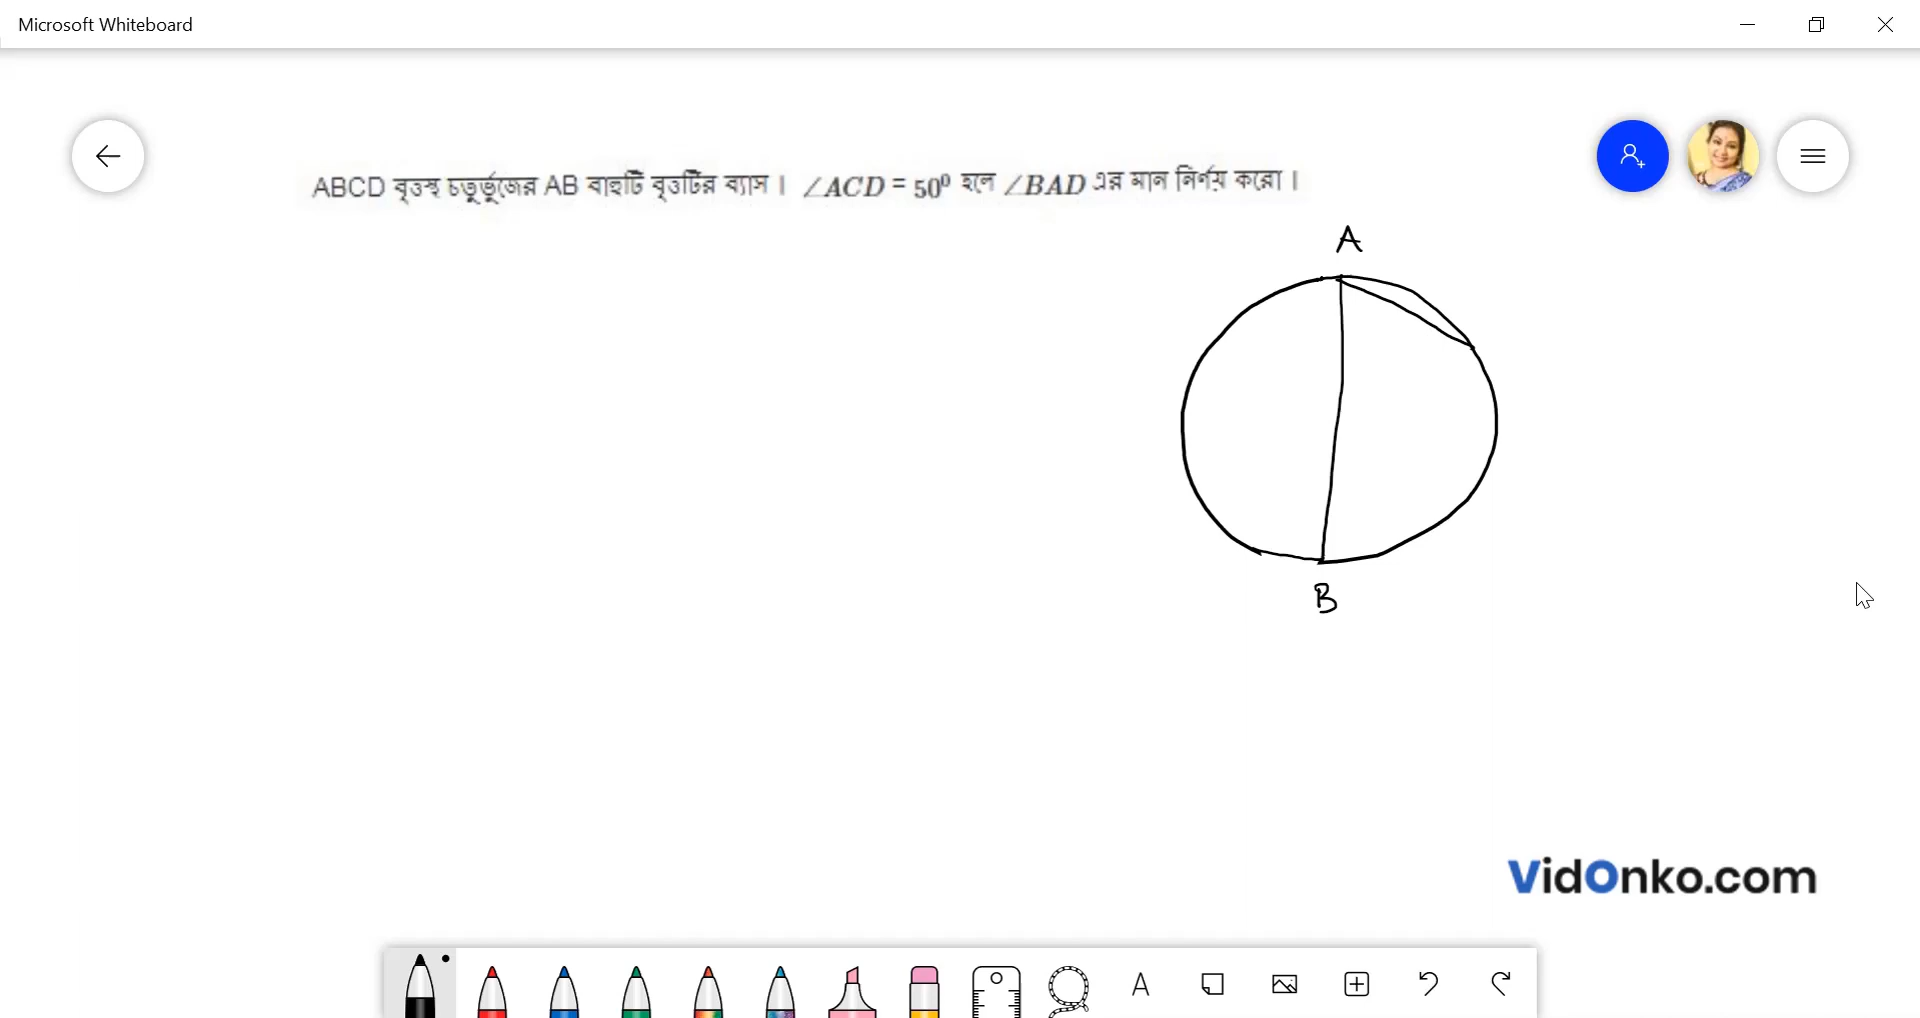 Microsoft Whiteboard
ABCD বৃত্তস্থ চতুর্ভুজের AB বাহুটি বৃত্তটির ব্যাস । ∠ACD = 50⁰ হলে ∠BAD এর মান নির্ণয় করো ।
A
B
VidOnko.com
A